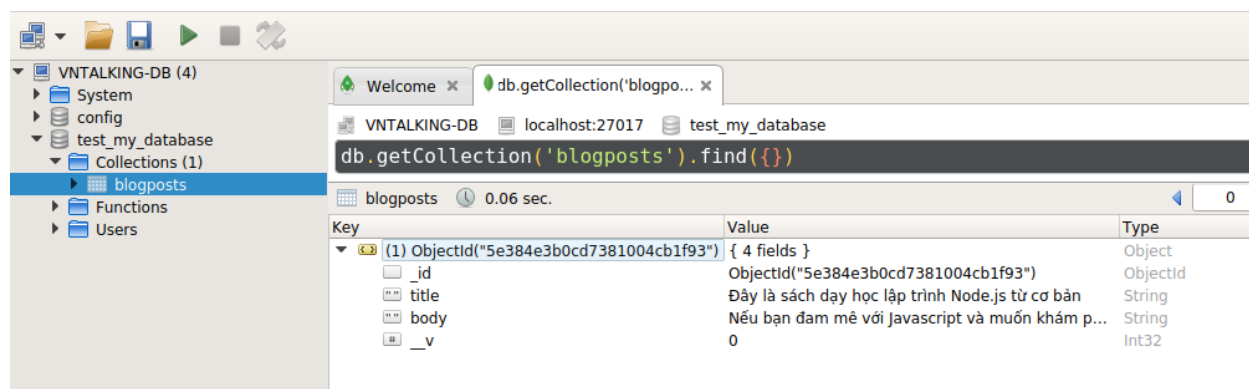 VNTALKING-DB (4)
System
config
test_my_database
Collections (1)
blogposts
Functions
Users
Welcome
db.getCollection('blogpo...
VNTALKING-DB localhost:27017 test_my_database
db.getCollection('blogposts').find({})
blogposts 0.06 sec. 0
Key Value Type
(1) ObjectId("5e384e3b0cd7381004cb1f93") { 4 fields } Object
_id ObjectId("5e384e3b0cd7381004cb1f93") ObjectId
"" title Đây là sách dạy học lập trình Node.js từ cơ bản String
"" body Nếu bạn đam mê với Javascript và muốn khám p... String
# __v 0 Int32